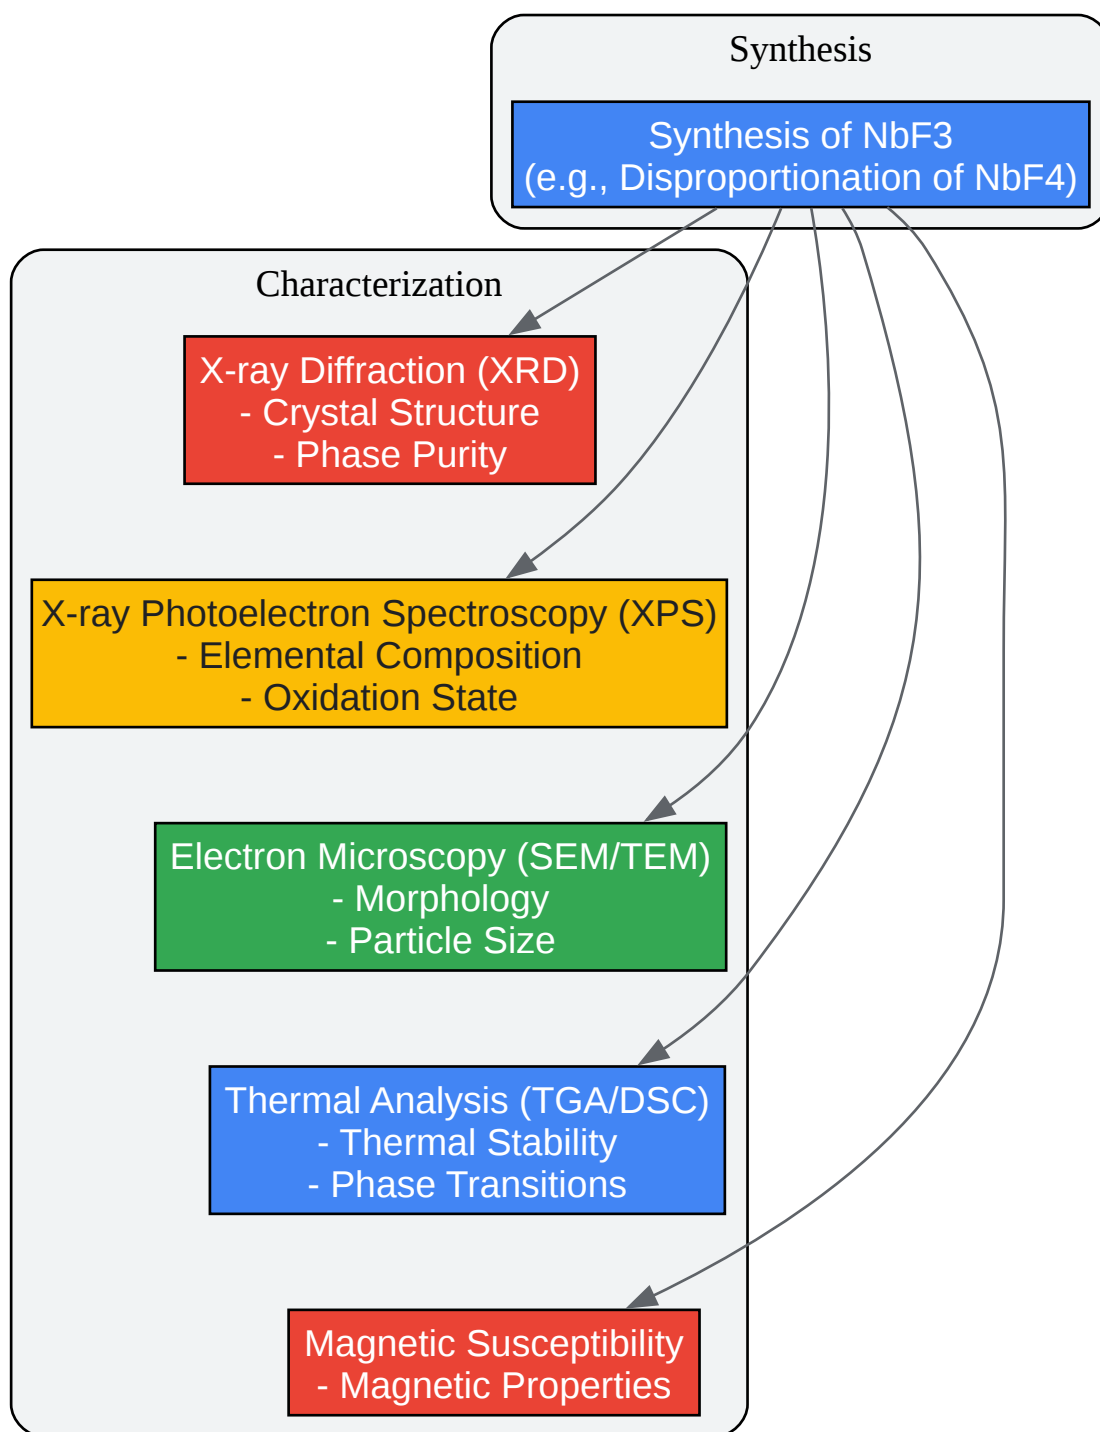 Synthesis
Synthesis of NbF3
(e.g., Disproportionation of NbF4)
Characterization
X-ray Diffraction (XRD)
- Crystal Structure
- Phase Purity
X-ray Photoelectron Spectroscopy (XPS)
- Elemental Composition
- Oxidation State
Electron Microscopy (SEM/TEM)
- Morphology
- Particle Size
Thermal Analysis (TGA/DSC)
- Thermal Stability
- Phase Transitions
Magnetic Susceptibility
- Magnetic Properties